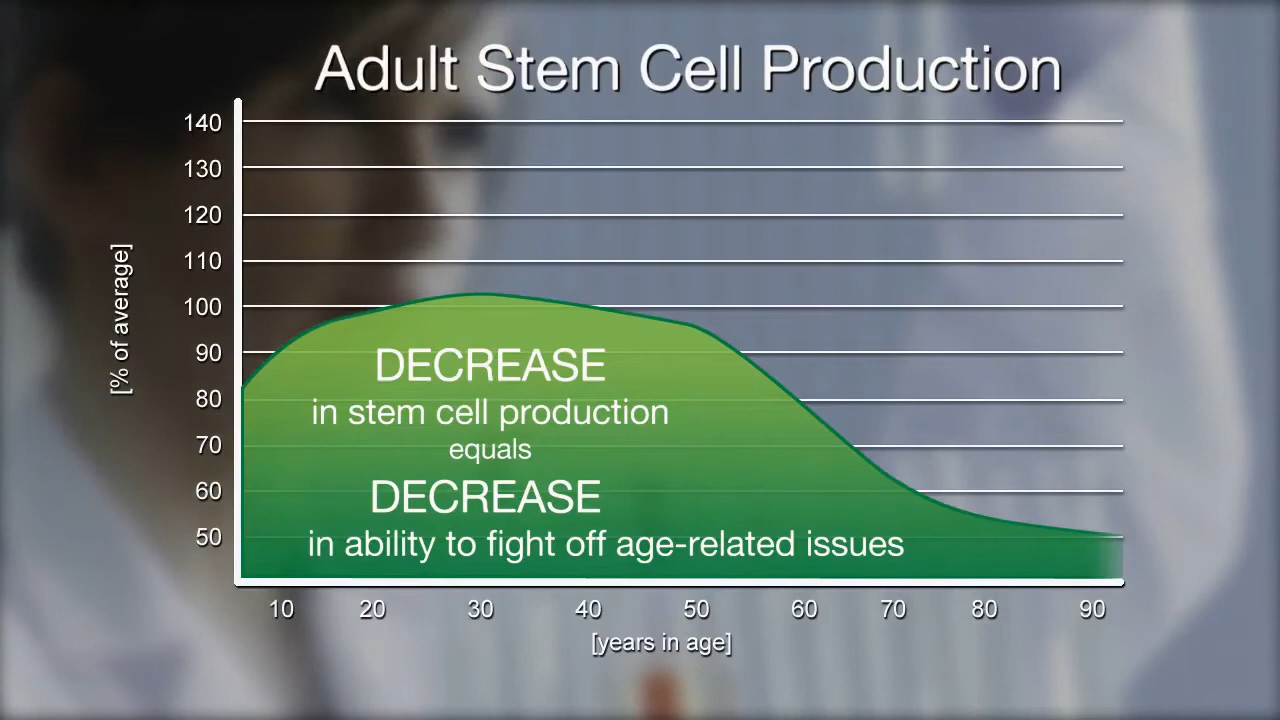 Adult Stem Cell Production
140
130
120
110
100
90
80
70
60
50
[% of average]
DECREASE
in stem cell production
equals
DECREASE
in ability to fight off age-related issues
10 20 30 40 50 60 70 80 90
[years in age]